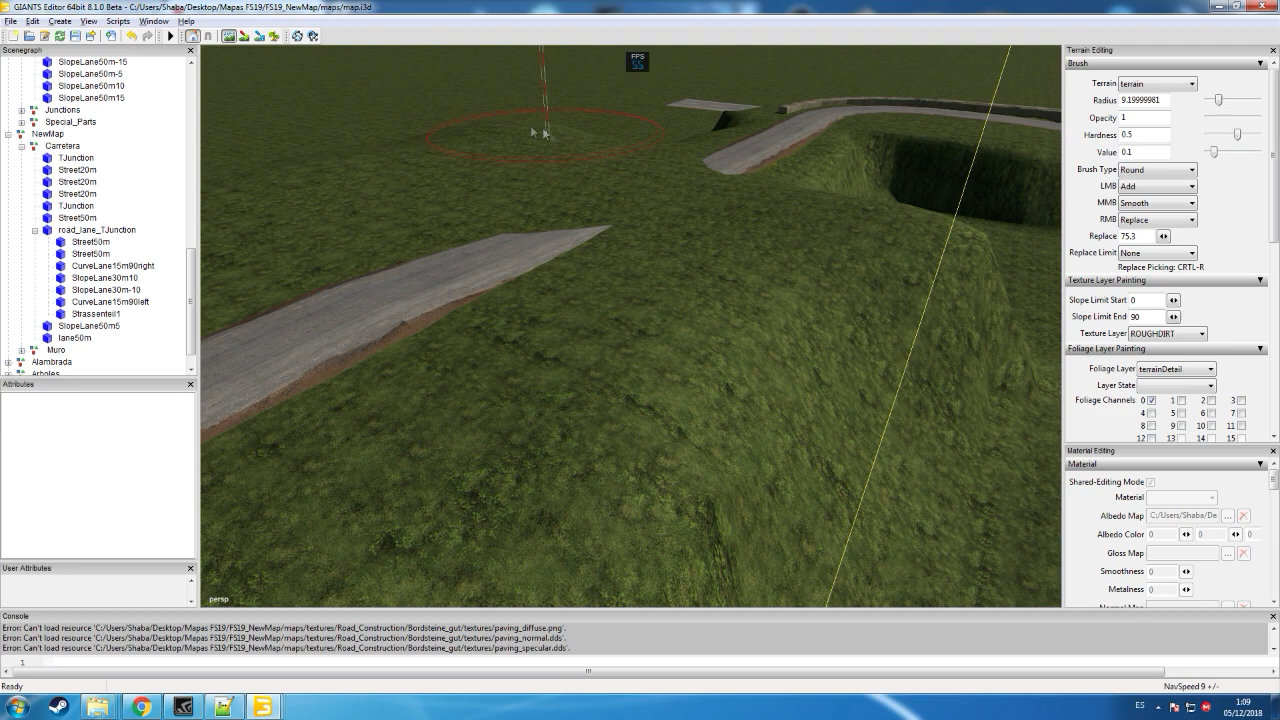 GIANTS Editor 64bit 8.1.0 Beta - C:/Users/Shaba/Desktop/Mapas FS19/FS19_NewMap/maps/map.i3d
File Edit Create View Scripts Window Help
Scenegraph
SlopeLane50m-15
SlopeLane50m-5
SlopeLane50m10
SlopeLane50m15
Junctions
Special_Parts
NewMap
Carretera
TJunction
Street20m
Street20m
Street20m
TJunction
Street50m
road_lane_TJunction
Street50m
Street50m
CurveLane15m90right
SlopeLane30m10
SlopeLane30m-10
CurveLane15m90left
Strassenteil1
SlopeLane50m5
lane50m
Muro
Alambrada
Arboles
Attributes
User Attributes
FPS
55
persp
Terrain Editing
Brush
Terrain terrain
Radius 9.19999981
Opacity 1
Hardness 0.5
Value 0.1
Brush Type Round
LMB Add
MMB Smooth
RMB Replace
Replace 75.3
Replace Limit None
Replace Picking: CRTL-R
Texture Layer Painting
Slope Limit Start 0
Slope Limit End 90
Texture Layer ROUGHDIRT
Foliage Layer Painting
Foliage Layer terrainDetail
Layer State
Foliage Channels 0 1 2 3
4 5 6 7
8 9 10 11
12 13 14 15
Material Editing
Material
Shared-Editing Mode
Material
Albedo Map C:/Users/Shaba/De ...
Albedo Color 0 0 0
Gloss Map ...
Smoothness 0
Metalness 0
Normal Map
Console
Error: Can't load resource 'C:/Users/Shaba/Desktop/Mapas FS19/FS19_NewMap/maps/textures/Road_Construction/Bordsteine_gut/textures/paving_diffuse.png'.
Error: Can't load resource 'C:/Users/Shaba/Desktop/Mapas FS19/FS19_NewMap/maps/textures/Road_Construction/Bordsteine_gut/textures/paving_normal.dds'.
Error: Can't load resource 'C:/Users/Shaba/Desktop/Mapas FS19/FS19_NewMap/maps/textures/Road_Construction/Bordsteine_gut/textures/paving_specular.dds'.
1
Ready
NavSpeed 9 +/-
ES
1:09
05/12/2018